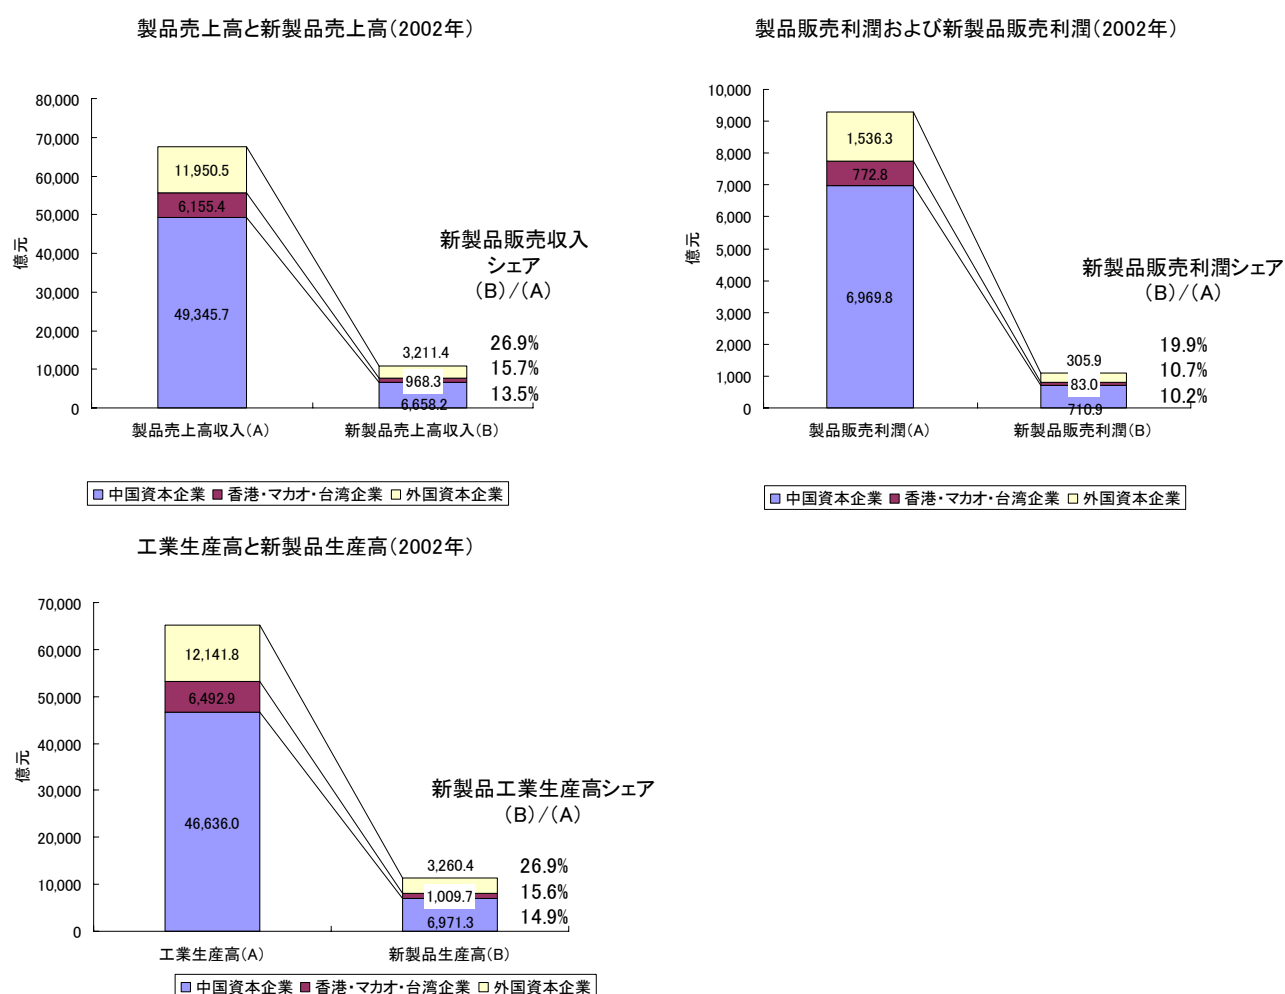 製品売上高と新製品売上高(2002年)
80,000
70,000
60,000
50,000
40,000
30,000
20,000
10,000
0
億元
11,950.5
6,155.4
49,345.7
3,211.4
968.3
6,658.2
新製品販売収入
シェア
(B)/(A)
26.9%
15.7%
13.5%
製品売上高収入(A)
新製品売上高収入(B)
中国資本企業 香港・マカオ・台湾企業 外国資本企業
製品販売利潤および新製品販売利潤(2002年)
10,000
9,000
8,000
7,000
6,000
5,000
4,000
3,000
2,000
1,000
0
億元
1,536.3
772.8
6,969.8
305.9
83.0
710.9
新製品販売利潤シェア
(B)/(A)
19.9%
10.7%
10.2%
製品販売利潤(A)
新製品販売利潤(B)
中国資本企業 香港・マカオ・台湾企業 外国資本企業
工業生産高と新製品生産高(2002年)
70,000
60,000
50,000
40,000
30,000
20,000
10,000
0
億元
12,141.8
6,492.9
46,636.0
3,260.4
1,009.7
6,971.3
新製品工業生産高シェア
(B)/(A)
26.9%
15.6%
14.9%
工業生産高(A)
新製品生産高(B)
中国資本企業 香港・マカオ・台湾企業 外国資本企業